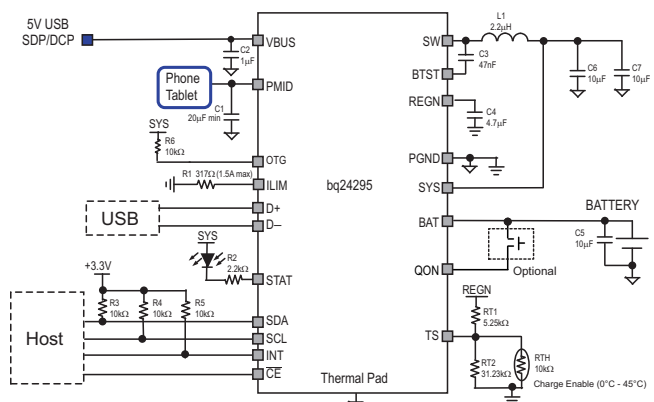 5V USB
SDP/DCP
VBUS
C2
1μF
Phone
Tablet
PMID
C1
20μF min
SYS
R6
10kΩ
OTG
R1 317Ω (1.5A max)
ILIM
USB
D+
D–
SYS
R2
2.2kΩ
STAT
+3.3V
R3
10kΩ
R4
10kΩ
R5
10kΩ
Host
SDA
SCL
INT
CE
bq24295
Thermal Pad
SW
L1
2.2μH
C3
47nF
BTST
C6
10μF
C7
10μF
REGN
C4
4.7μF
PGND
SYS
BAT
BATTERY
C5
10μF
QON
Optional
REGN
RT1
5.25kΩ
TS
RT2
31.23kΩ
RTH
10kΩ
Charge Enable (0°C - 45°C)